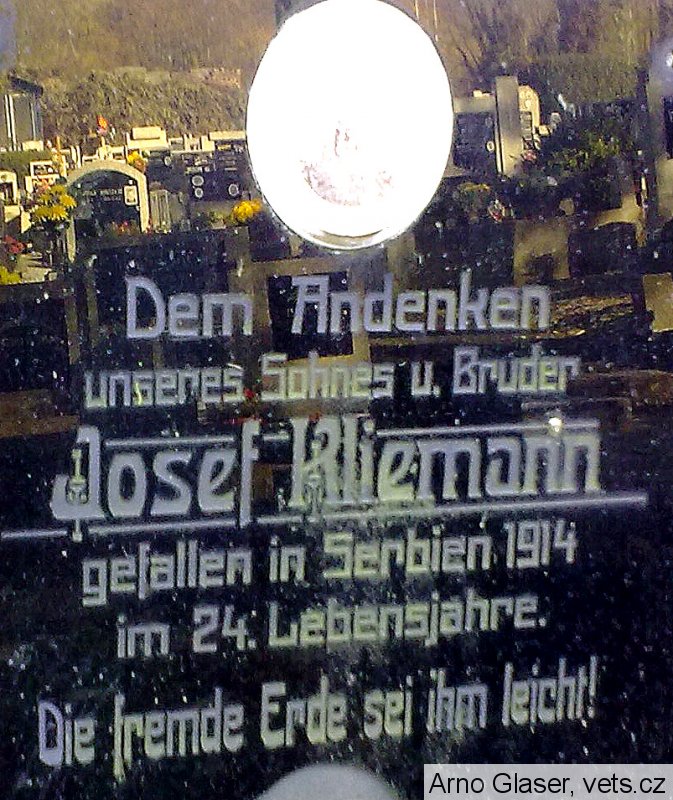 Dem Andenken
unseres Sohnes u. Bruder
Josef Kliemann
gefallen in Serbien 1914
im 24. Lebensjahre.
Die fremde Erde sei ihm leicht!
Arno Glaser, vets.cz